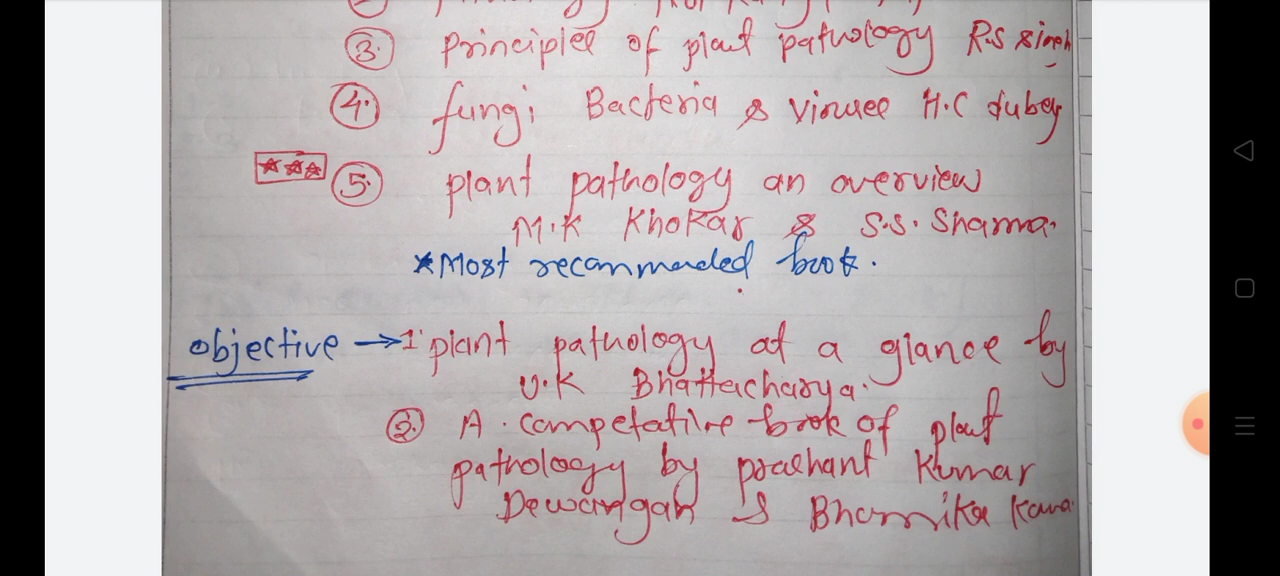 ③ principlee of plant pathology R.S singh
④ fungi Bacteria & viruses H.C dubey
*** ⑤ plant pathology an overview
M.K Khokar & S.S. Sharma.
*Most recommended book.
objective → 1. plant pathology at a glance by
U.K Bhattacharya.
② A. competative book of plant
pathology by prashant Kumar
Dewangan & Bhumika